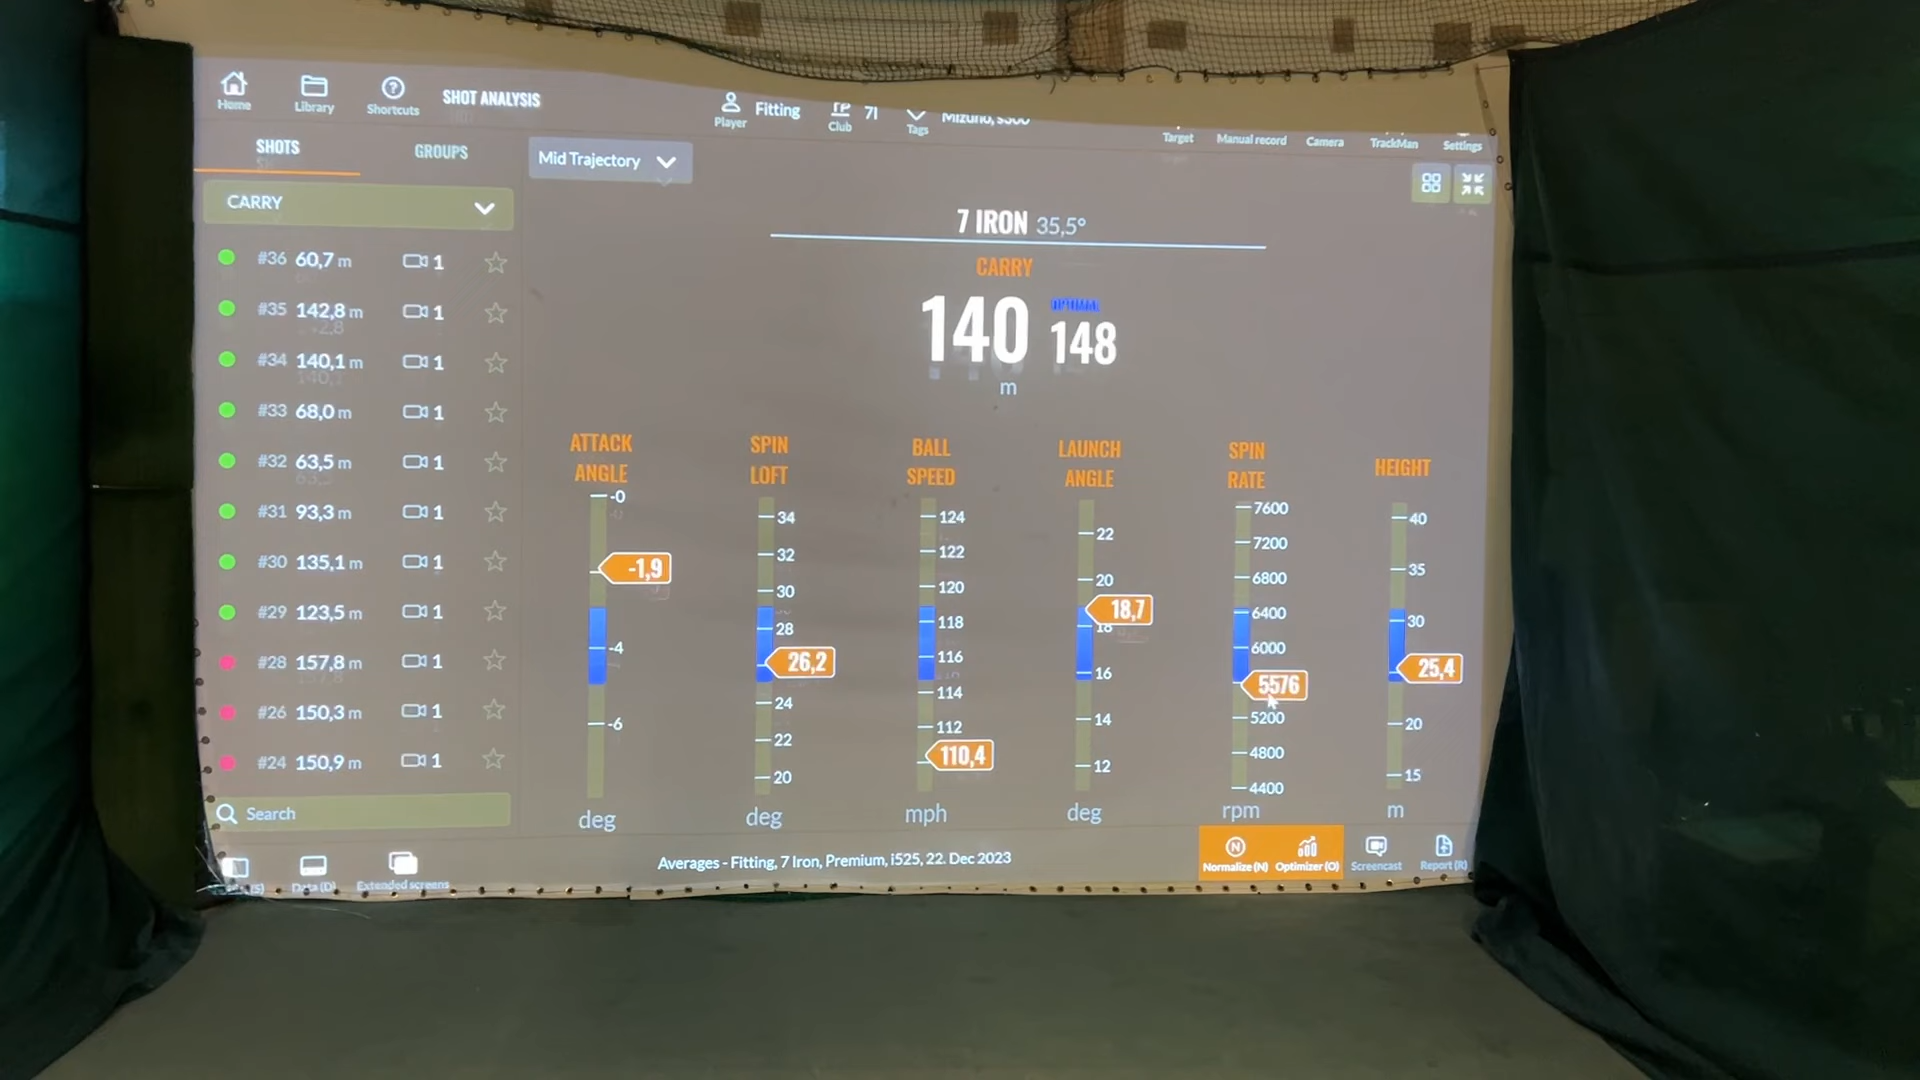 Home
Library
Shortcuts
SHOT ANALYSIS
Player
Fitting
Club
7I
Tags
Mizuno, s300
Target
Manual record
Camera
TrackMan
Settings
SHOTS
GROUPS
Mid Trajectory
CARRY
#36 60,7 m 1
#35 142,8 m 1
#34 140,1 m 1
#33 68,0 m 1
#32 63,5 m 1
#31 93,3 m 1
#30 135,1 m 1
#29 123,5 m 1
#28 157,8 m 1
#26 150,3 m 1
#24 150,9 m 1
Search
7 IRON 35,5°
CARRY
140
OPTIMAL
148
m
ATTACK
ANGLE
-0
-1,9
-4
-6
deg
SPIN
LOFT
34
32
30
28
26,2
24
22
20
deg
BALL
SPEED
124
122
120
118
116
114
112
110,4
mph
LAUNCH
ANGLE
22
20
18,7
18
16
14
12
deg
SPIN
RATE
7600
7200
6800
6400
6000
5576
5200
4800
4400
rpm
HEIGHT
40
35
30
25,4
20
15
m
Data (D)
Extended screens
Averages - Fitting, 7 Iron, Premium, i525, 22. Dec 2023
Normalize (N)
Optimizer (O)
Screencast
Report (R)